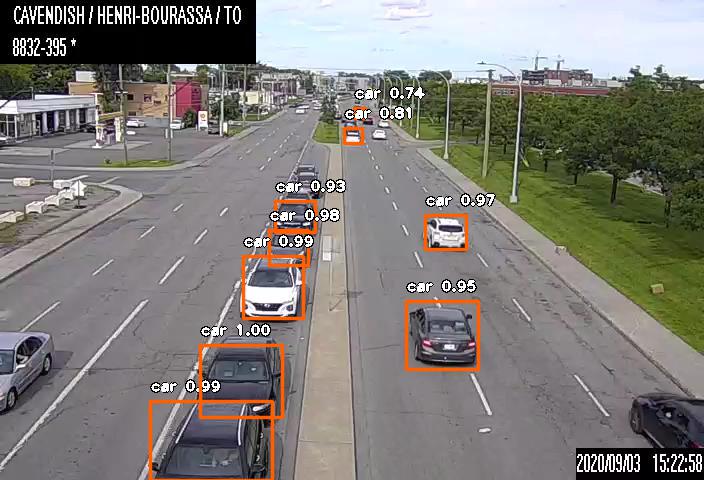 CAVENDISH / HENRI-BOURASSA / TO
8832-395 *
car 0.74
car 0.81
car 0.93
car 0.97
car 0.98
car 0.99
car 0.95
car 1.00
car 0.99
2020/09/03 15:22:58